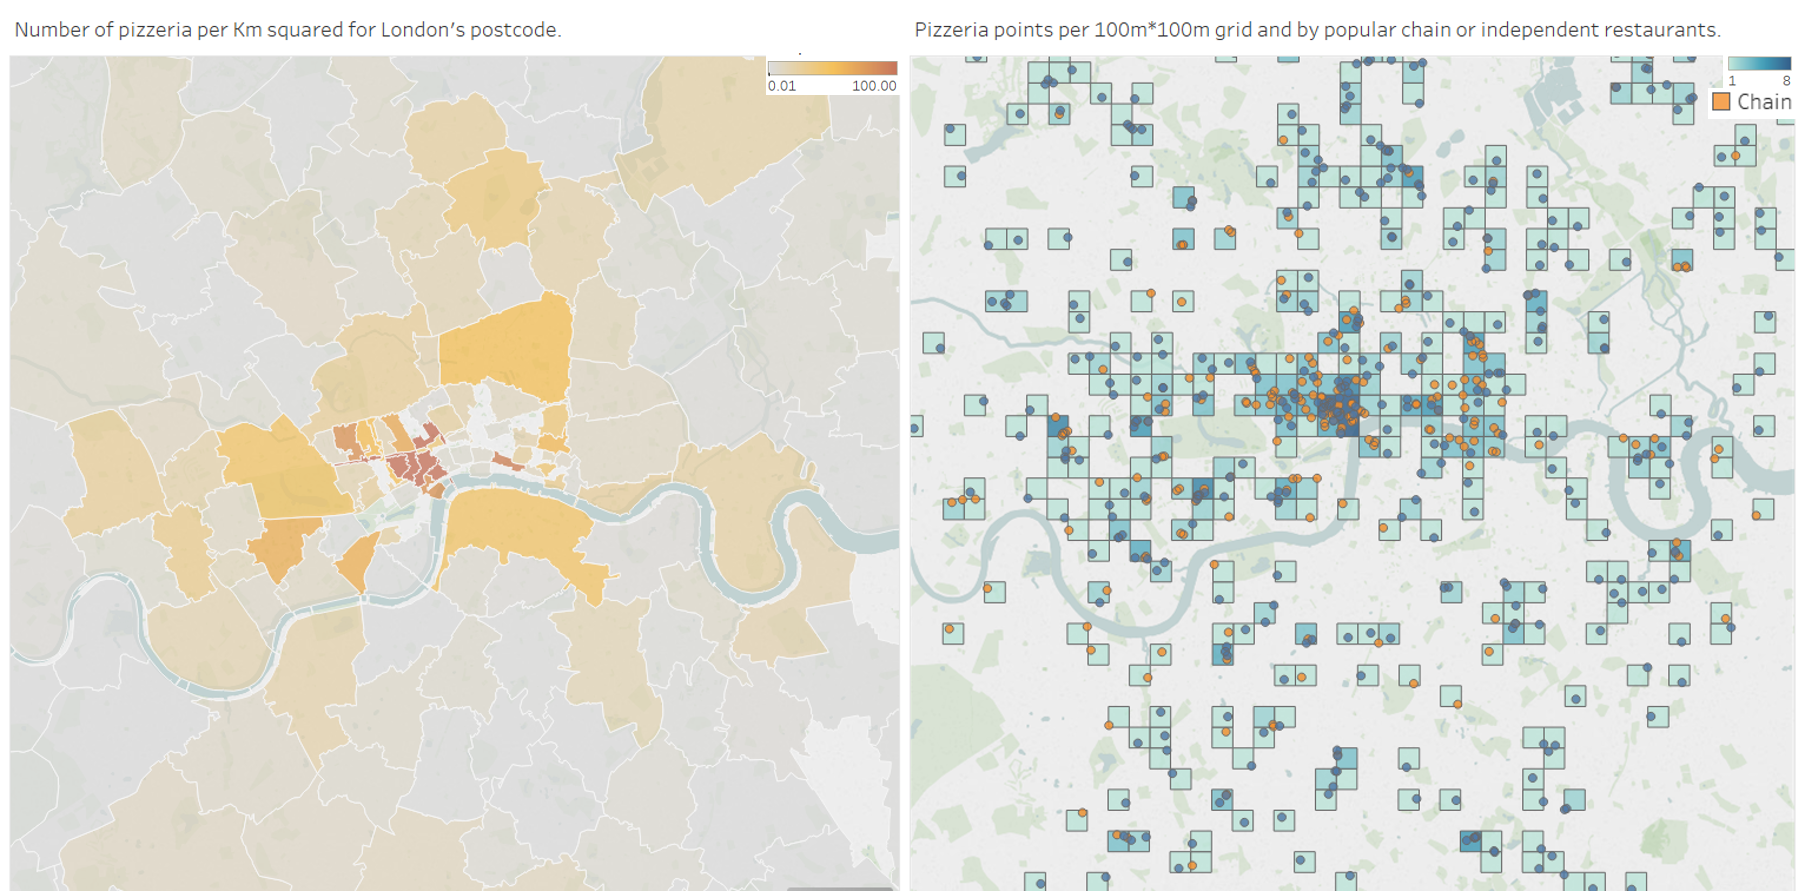 Number of pizzeria per Km squared for London's postcode.
0.01 100.00
Pizzeria points per 100m*100m grid and by popular chain or independent restaurants.
1 8
Chain